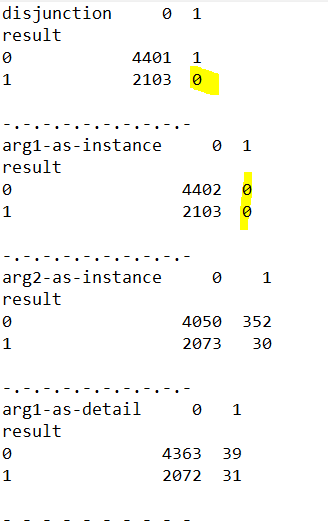 disjunction 0 1
result
0 4401 1
1 2103 0
-.-.-.-.-.-.-.-.-.-
arg1-as-instance 0 1
result
0 4402 0
1 2103 0
-.-.-.-.-.-.-.-.-.-
arg2-as-instance 0 1
result
0 4050 352
1 2073 30
-.-.-.-.-.-.-.-.-.-
arg1-as-detail 0 1
result
0 4363 39
1 2072 31
-.-.-.-.-.-.-.-.-.-